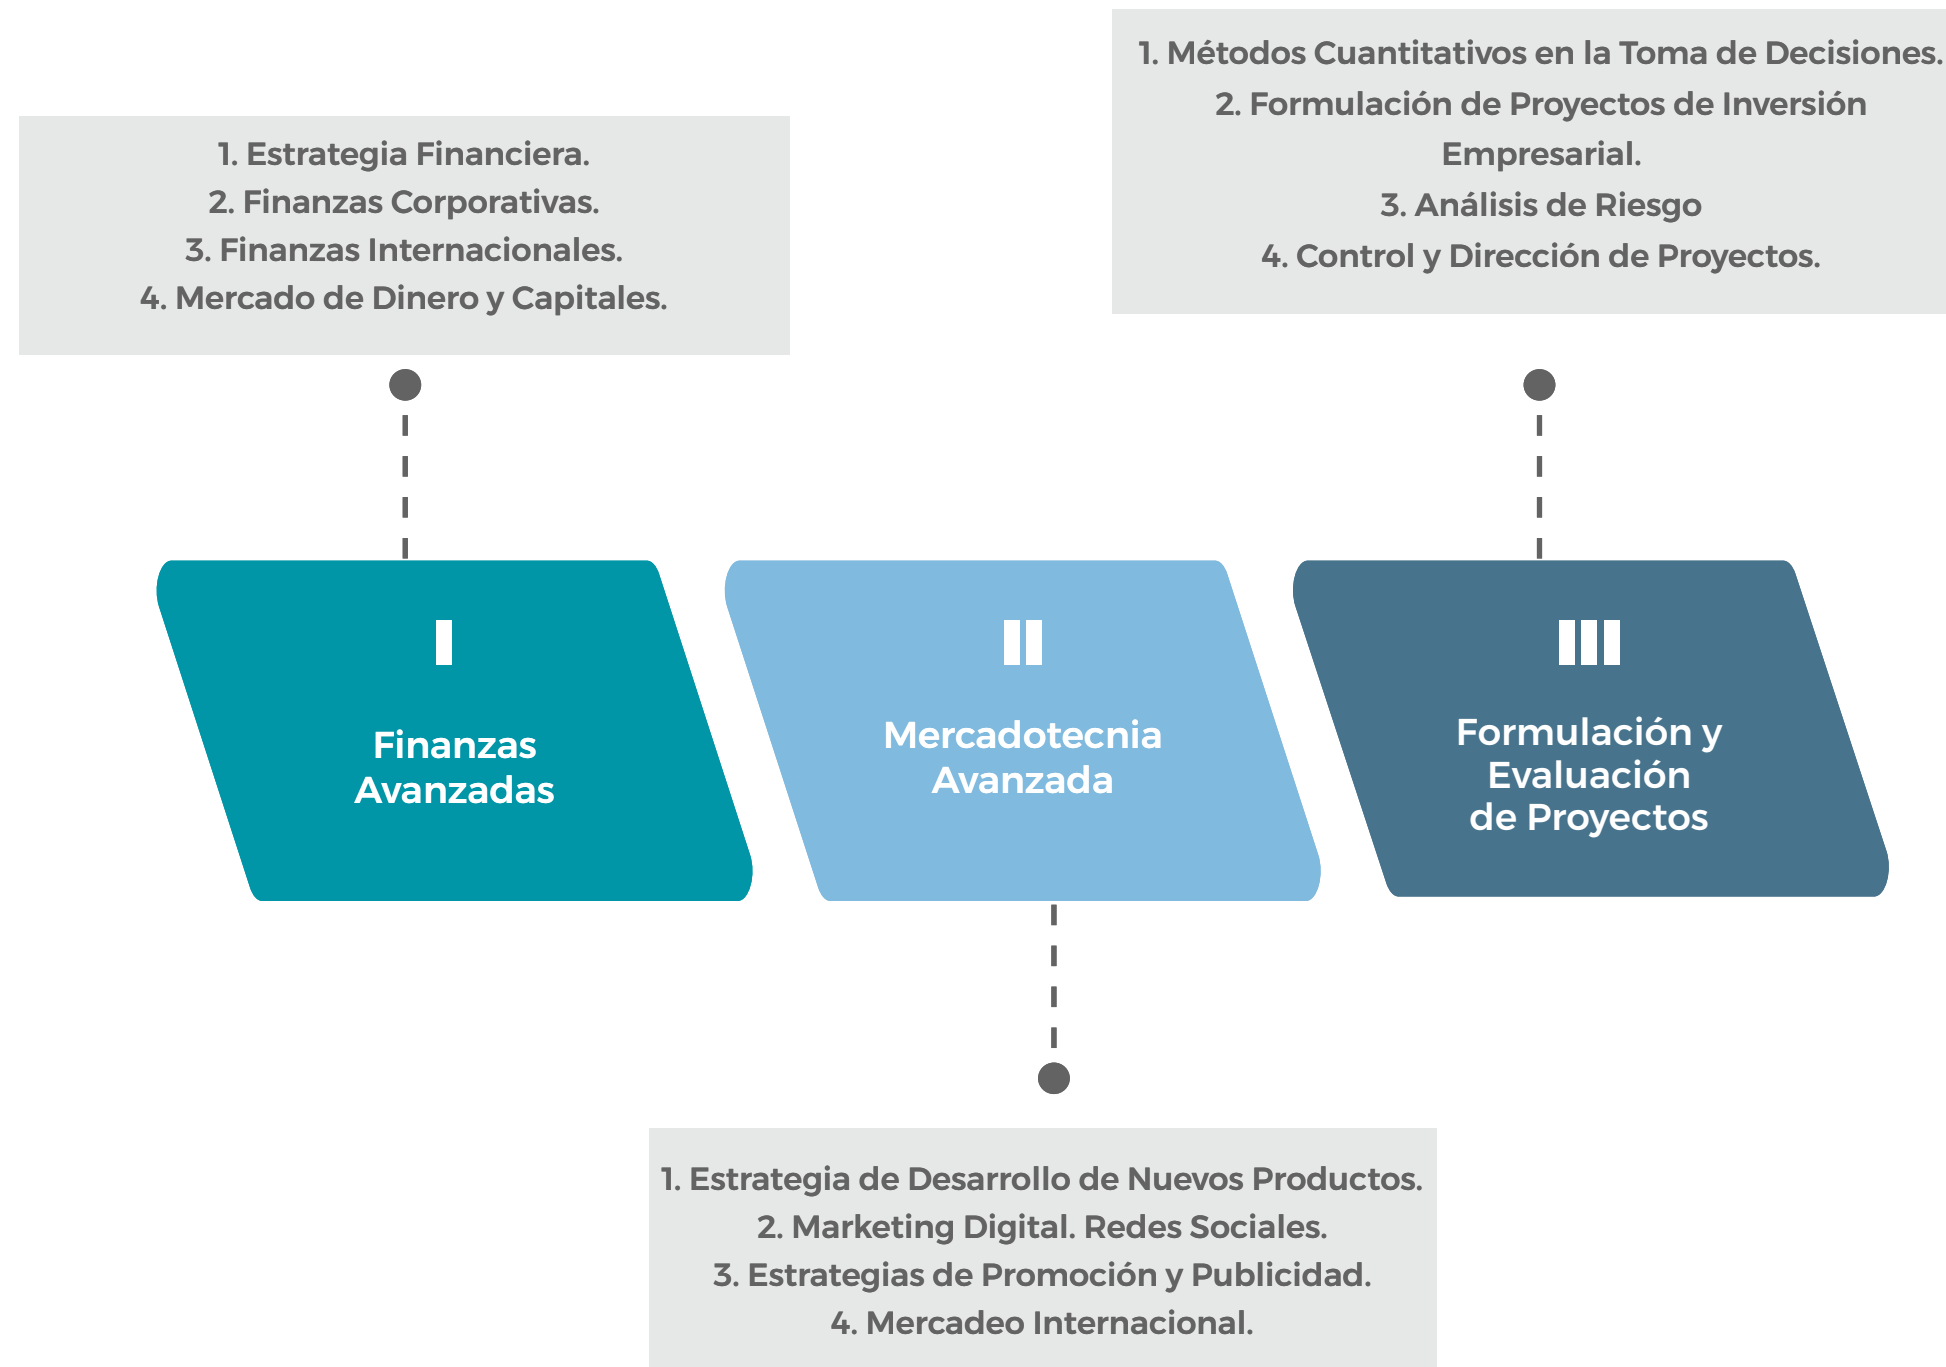 1. Estrategia Financiera.
2. Finanzas Corporativas.
3. Finanzas Internacionales.
4. Mercado de Dinero y Capitales.
1. Métodos Cuantitativos en la Toma de Decisiones.
2. Formulación de Proyectos de Inversión
Empresarial.
3. Análisis de Riesgo
4. Control y Dirección de Proyectos.
I
Finanzas
Avanzadas
II
Mercadotecnia
Avanzada
III
Formulación y
Evaluación
de Proyectos
1. Estrategia de Desarrollo de Nuevos Productos.
2. Marketing Digital. Redes Sociales.
3. Estrategias de Promoción y Publicidad.
4. Mercadeo Internacional.